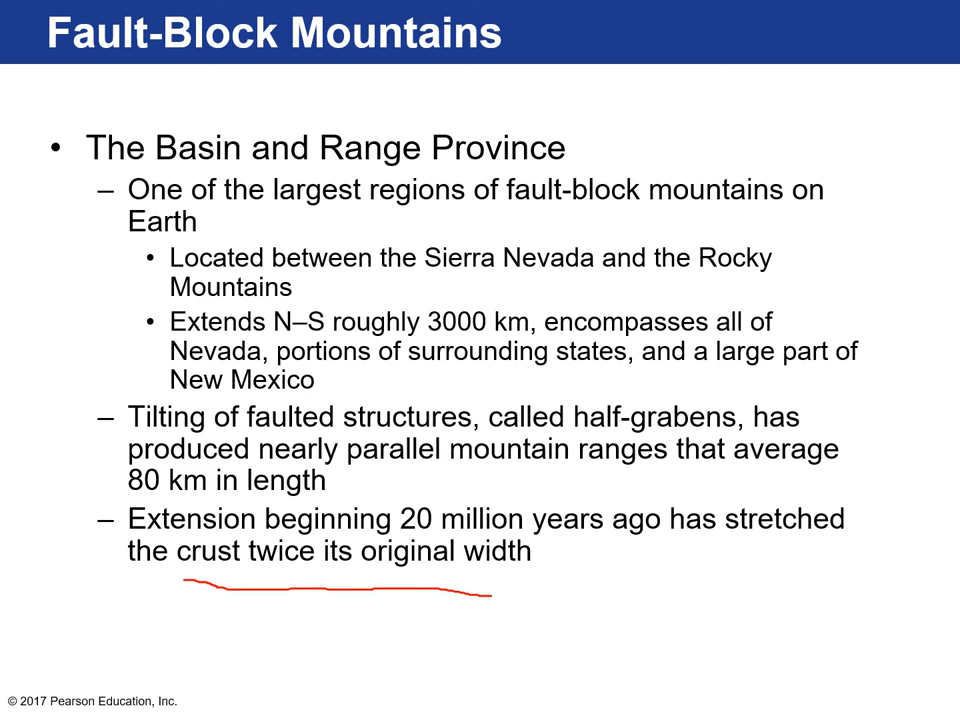 Fault-Block Mountains
• The Basin and Range Province
– One of the largest regions of fault-block mountains on
Earth
• Located between the Sierra Nevada and the Rocky
Mountains
• Extends N–S roughly 3000 km, encompasses all of
Nevada, portions of surrounding states, and a large part of
New Mexico
– Tilting of faulted structures, called half-grabens, has
produced nearly parallel mountain ranges that average
80 km in length
– Extension beginning 20 million years ago has stretched
the crust twice its original width
© 2017 Pearson Education, Inc.